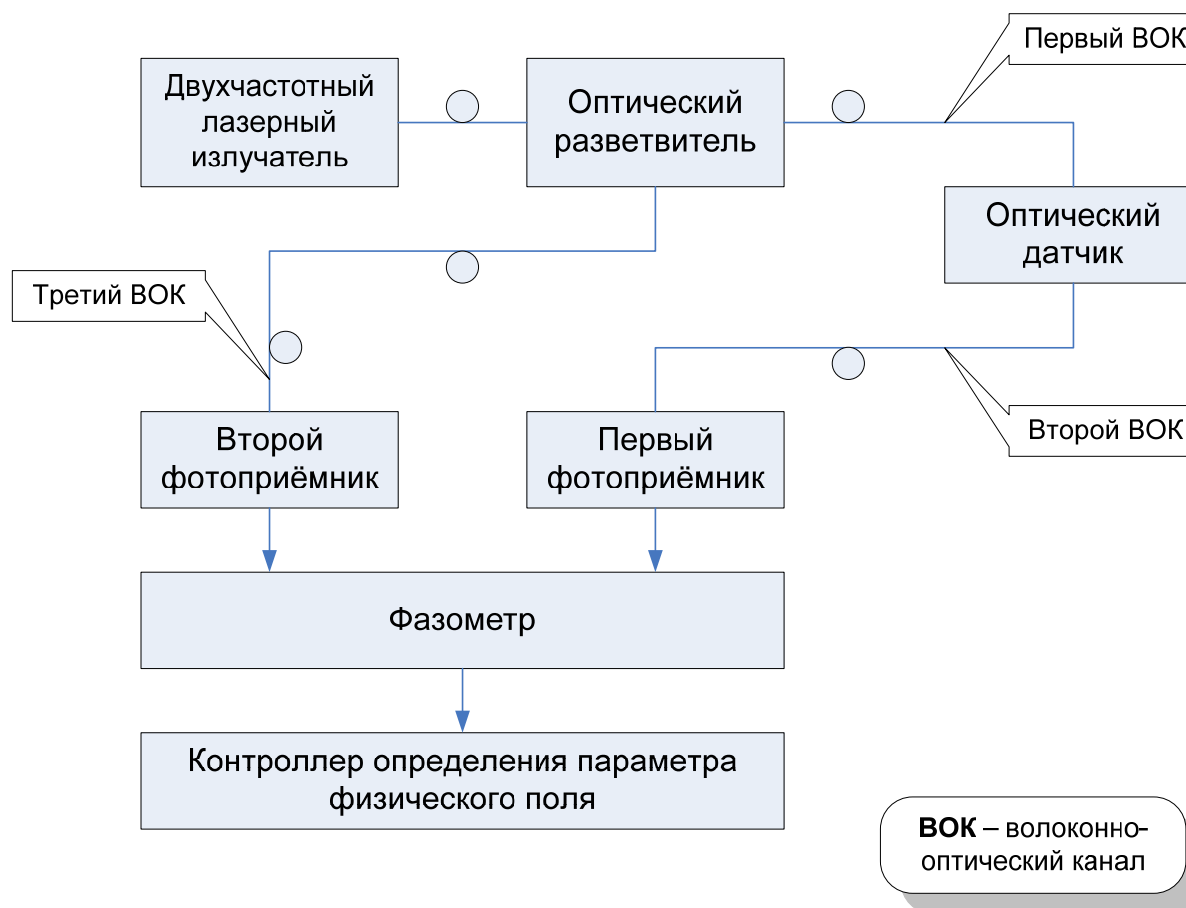 Первый ВОК
Двухчастотный
лазерный
излучатель
Оптический
разветвитель
Оптический
датчик
Третий ВОК
Второй ВОК
Второй
фотоприёмник
Первый
фотоприёмник
Фазометр
Контроллер определения параметра
физического поля
ВОК – волоконно-
оптический канал